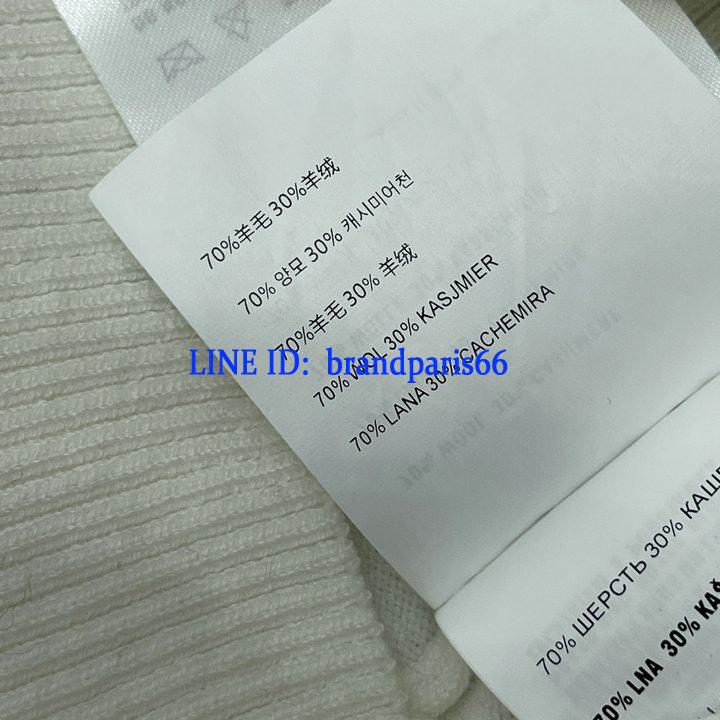 70%羊毛 30%羊绒
70% 양모 30% 캐시미어천
70%羊毛 30% 羊绒
70% WOL 30% KASJMIER
70% LANA 30% CACHEMIRA
LINE ID: brandparis66
70% ШЕРСТЬ 30%
70% LNA 30%